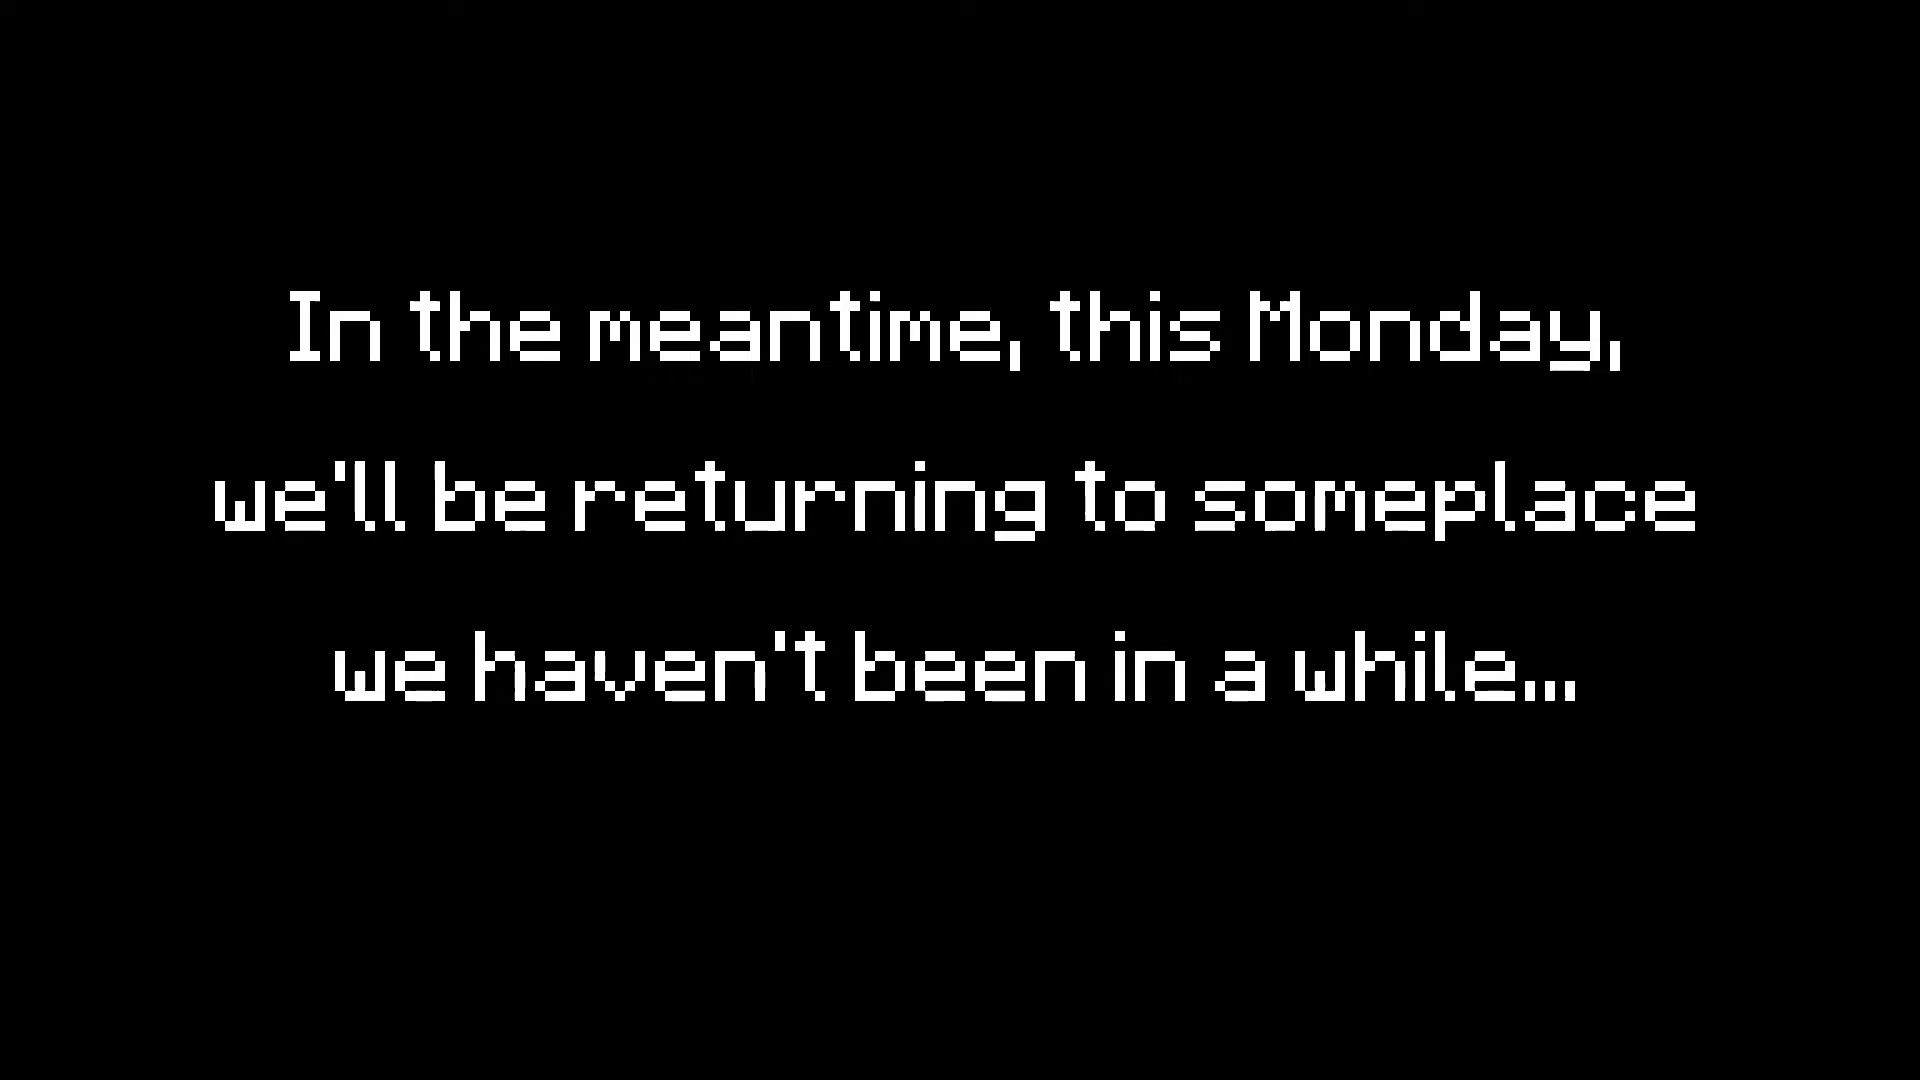 In the meantime, this Monday,
we'll be returning to someplace
we haven't been in a while...